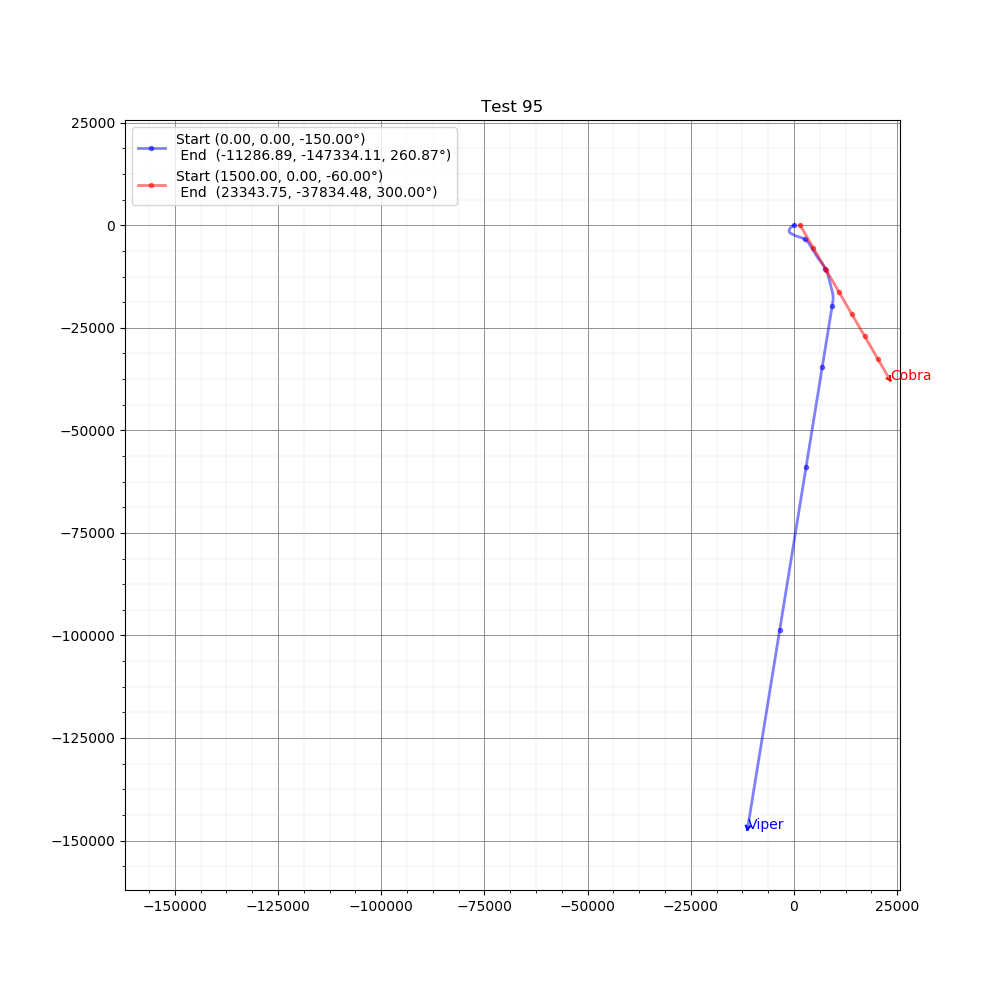 Test 95
Start (0.00, 0.00, -150.00°)
End (-11286.89, -147334.11, 260.87°)
Start (1500.00, 0.00, -60.00°)
End (23343.75, -37834.48, 300.00°)
25000
0
−25000
−50000
−75000
−100000
−125000
−150000
Cobra
Viper
−150000 −125000 −100000 −75000 −50000 −25000 0 25000